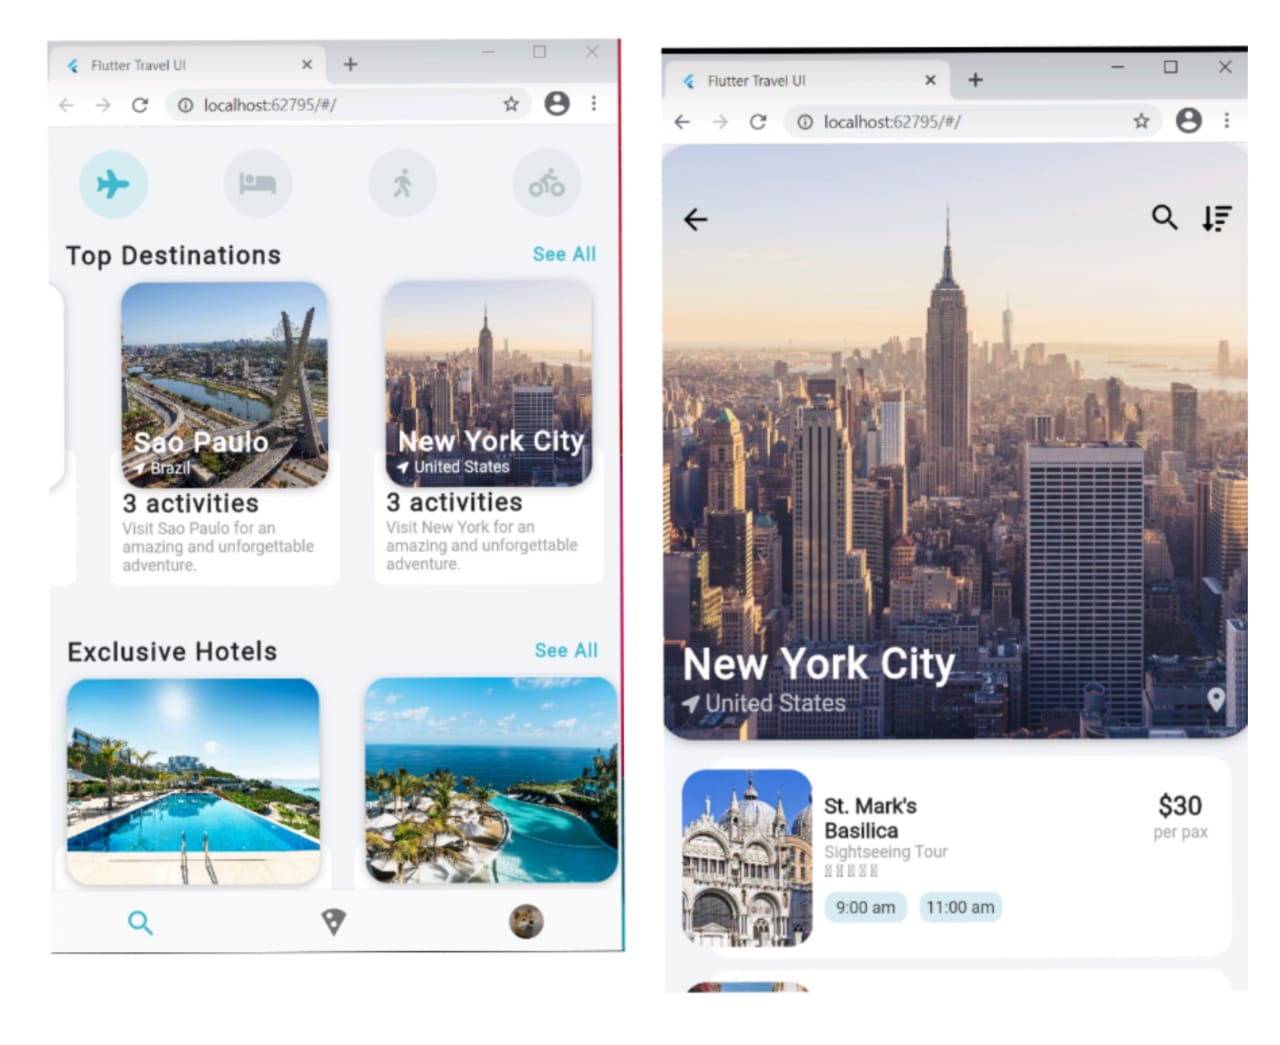 Flutter Travel UI
localhost:62795/#/
Top Destinations
See All
Sao Paulo
Brazil
New York City
United States
3 activities
Visit Sao Paulo for an
amazing and unforgettable
adventure.
3 activities
Visit New York for an
amazing and unforgettable
adventure.
Exclusive Hotels
See All
Flutter Travel UI
localhost:62795/#/
New York City
United States
St. Mark's
Basilica
Sightseeing Tour
$30
per pax
9:00 am
11:00 am